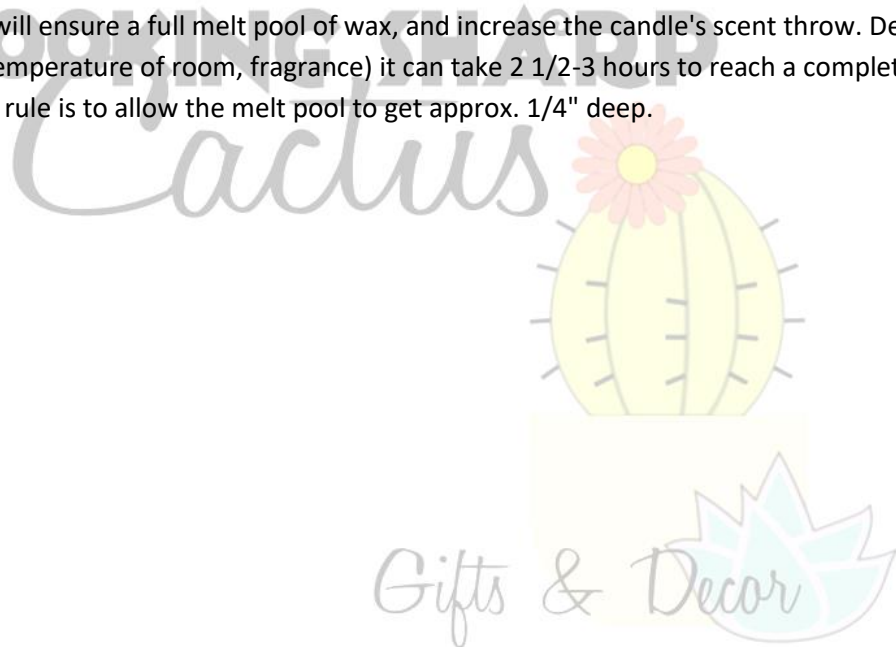 will ensure a full melt pool of wax, and increase the candle's scent throw. De
emperature of room, fragrance) it can take 2 1/2-3 hours to reach a complet
rule is to allow the melt pool to get approx. 1/4" deep.
OOKING SHARP
Cactus
Gifts & Decor